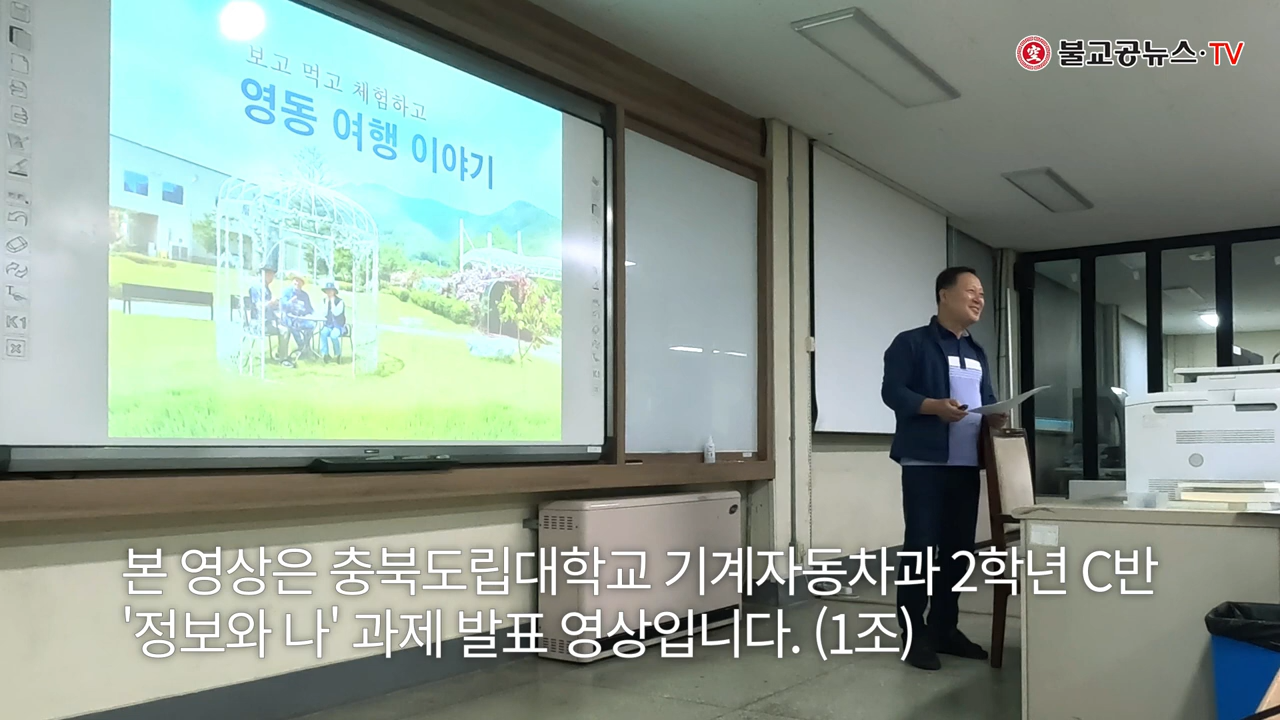 보고 먹고 체험하고
영동 여행 이야기
空 불교공뉴스·TV
K1
본 영상은 충북도립대학교 기계자동차과 2학년 C반
'정보와 나' 과제 발표 영상입니다. (1조)